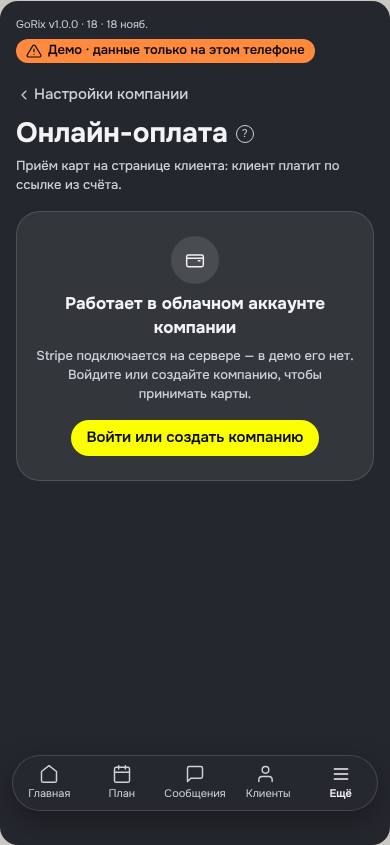 GoRix v1.0.0 · 18 · 18 нояб.
Демо · данные только на этом телефоне
Настройки компании
Онлайн-оплата ?
Приём карт на странице клиента: клиент платит по
ссылке из счёта.
Работает в облачном аккаунте
компании
Stripe подключается на сервере — в демо его нет.
Войдите или создайте компанию, чтобы
принимать карты.
Войти или создать компанию
Главная План Сообщения Клиенты Ещё